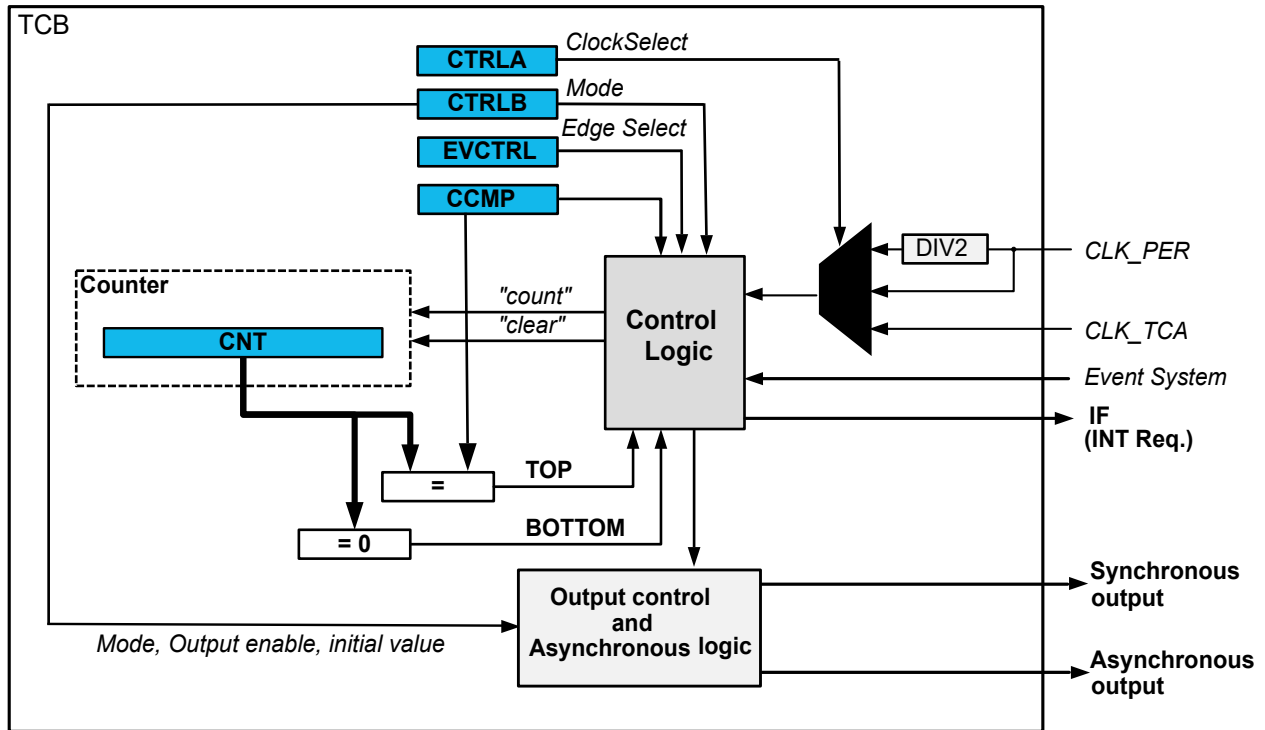 TCB
ClockSelect
CTRLA
Mode
CTRLB
Edge Select
EVCTRL
CCMP
DIV2
CLK_PER
Counter
"count"
CNT
"clear"
Control
Logic
CLK_TCA
Event System
IF
(INT Req.)
=
TOP
= 0
BOTTOM
Output control
and
Asynchronous logic
Synchronous
output
Mode, Output enable, initial value
Asynchronous
output